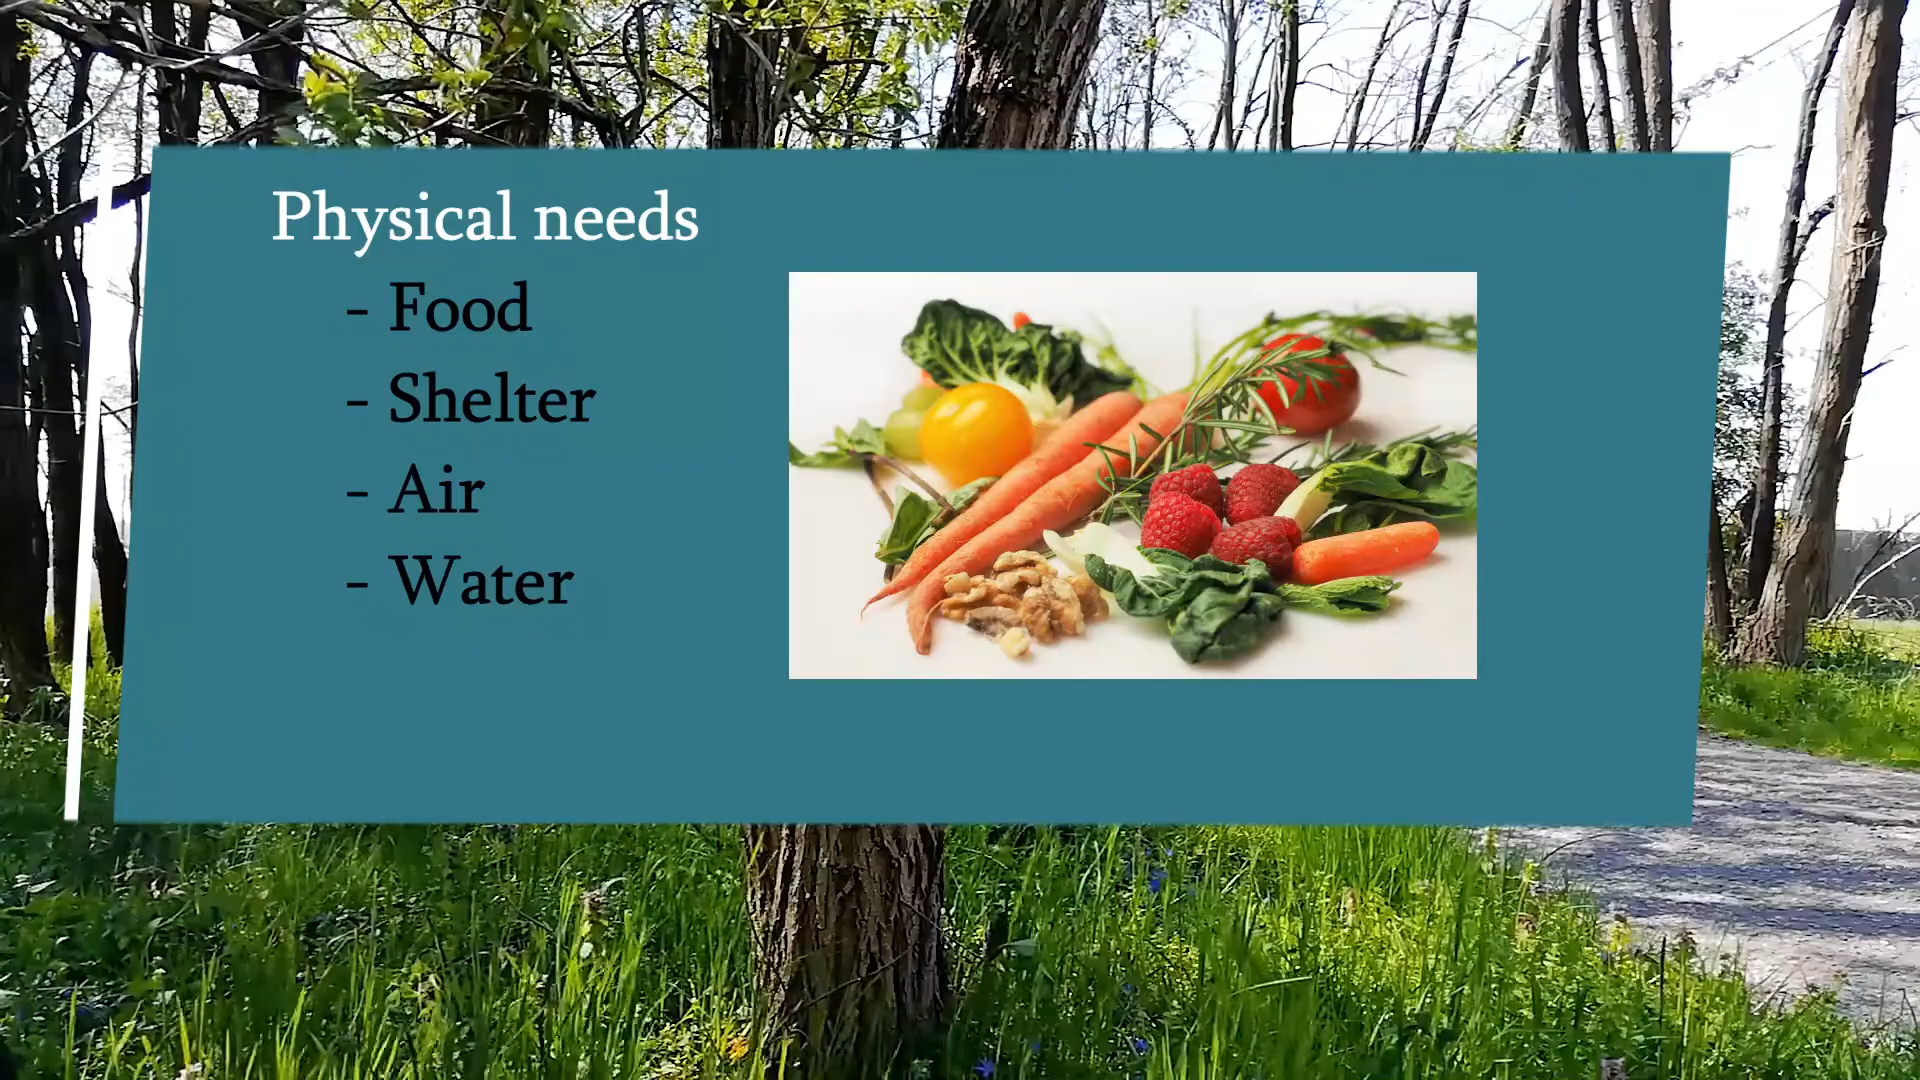 Physical needs
- Food
- Shelter
- Air
- Water